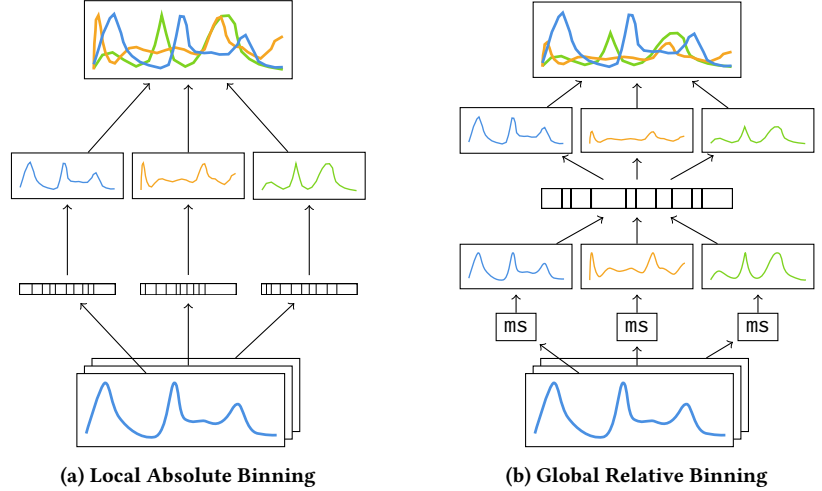 ms ms ms
(a) Local Absolute Binning
(b) Global Relative Binning